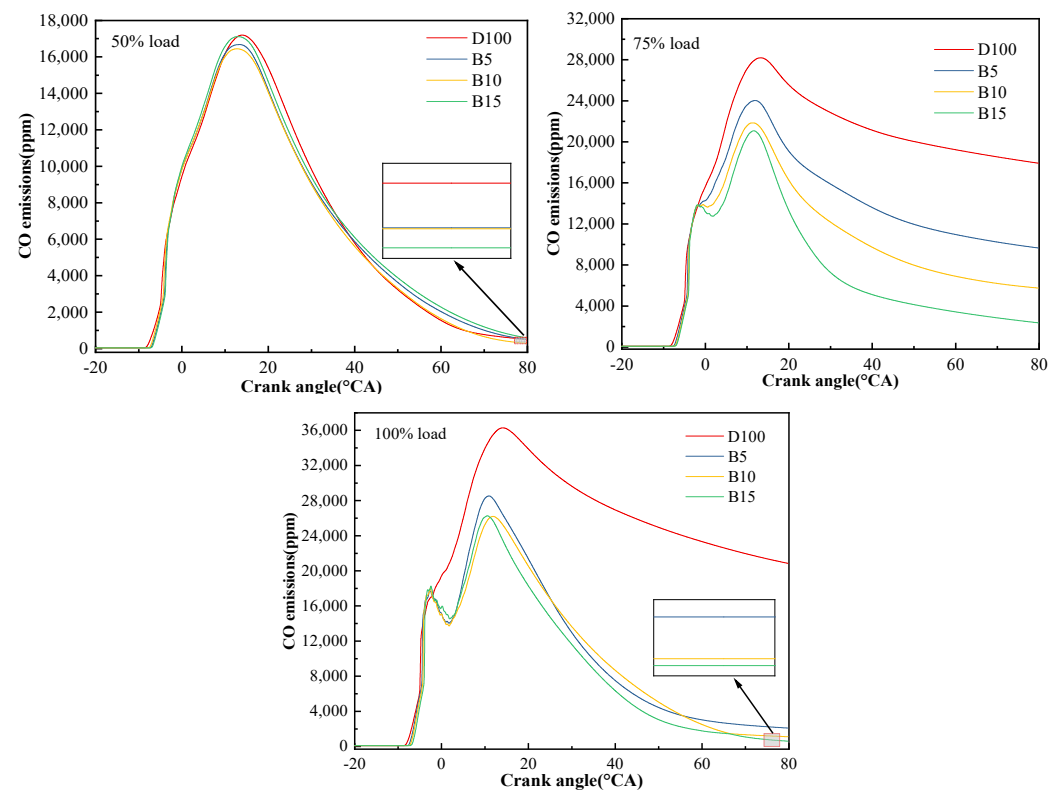 50% load
D100
B5
B10
B15
18,000
16,000
14,000
12,000
10,000
8,000
6,000
4,000
2,000
0
CO emissions(ppm)
-20
0
20
40
60
80
Crank angle(°CA)
75% load
D100
B5
B10
B15
32,000
28,000
24,000
20,000
16,000
12,000
8,000
4,000
0
CO emissions(ppm)
-20
0
20
40
60
80
Crank angle(°CA)
100% load
D100
B5
B10
B15
36,000
32,000
28,000
24,000
20,000
16,000
12,000
8,000
4,000
0
CO emissions(ppm)
-20
0
20
40
60
80
Crank angle(°CA)